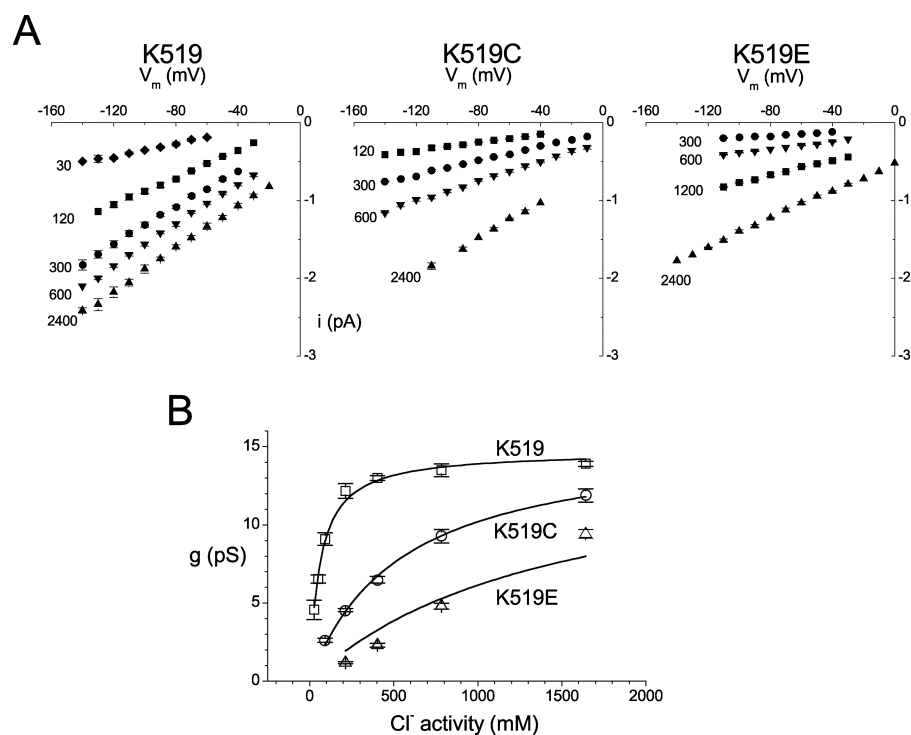 A
K519
K519C
K519E
V_m (mV)
V_m (mV)
V_m (mV)
-160 -120 -80 -40 0
-160 -120 -80 -40 0
-160 -120 -80 -40 0
30
120
300
600
2400
120
300
600
2400
300
600
1200
2400
-1
-2
-3
-1
-2
-3
-1
-2
-3
i (pA)
B
15
10
5
0
g (pS)
K519
K519C
K519E
0 500 1000 1500 2000
Cl⁻ activity (mM)